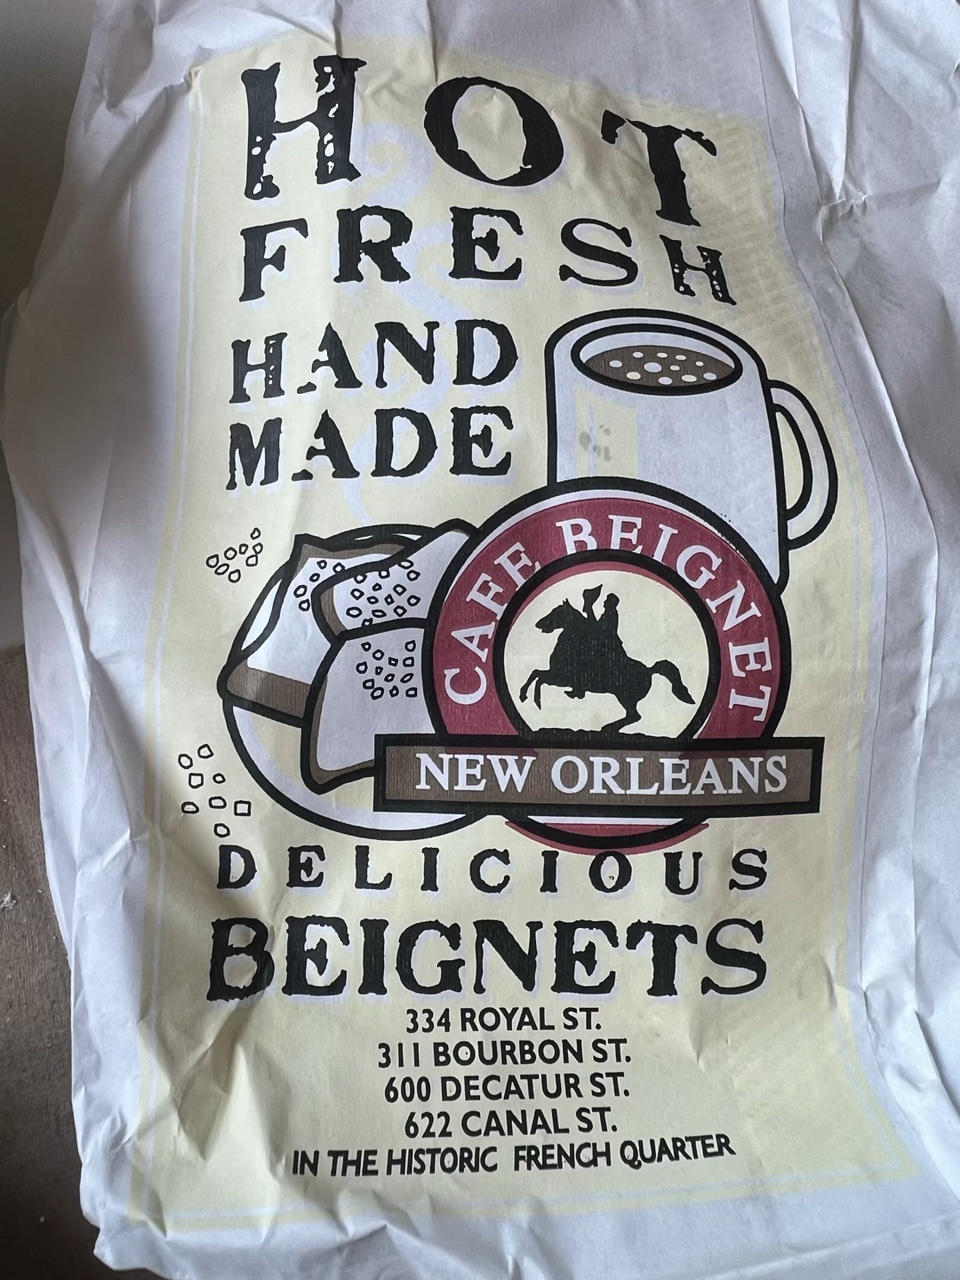 HOT
FRESH
HAND
MADE
CAFE BEIGNET
NEW ORLEANS
DELICIOUS
BEIGNETS
334 ROYAL ST.
311 BOURBON ST.
600 DECATUR ST.
622 CANAL ST.
IN THE HISTORIC FRENCH QUARTER